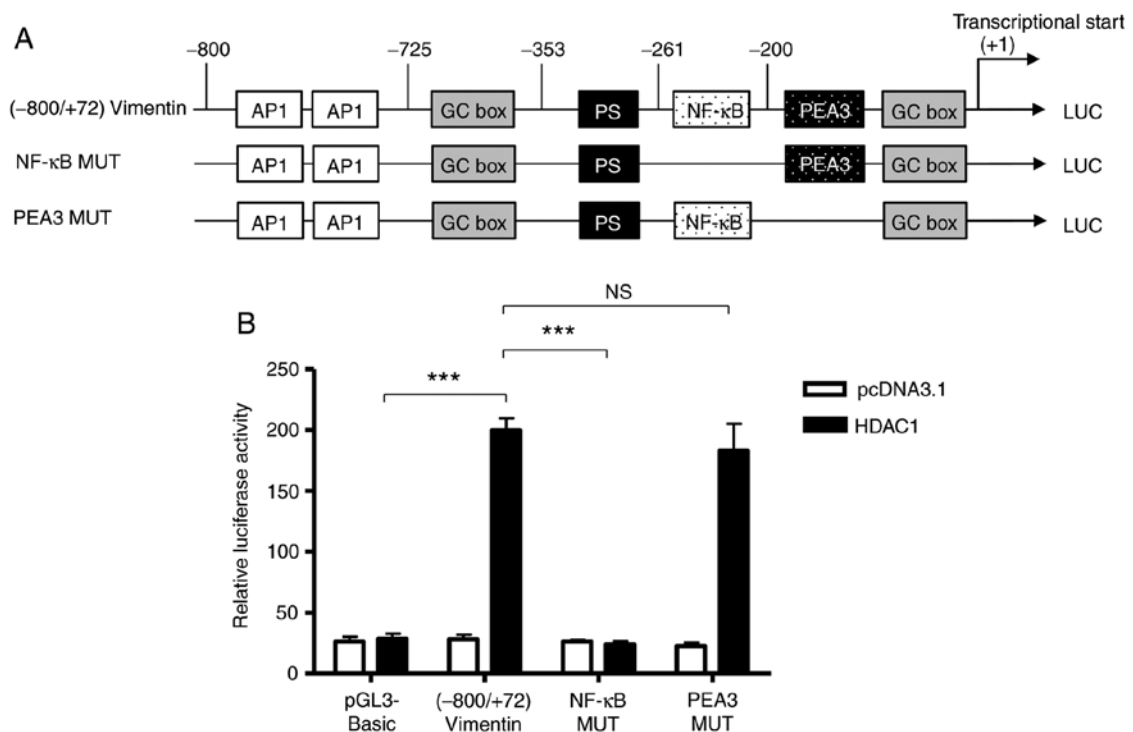 A
Transcriptional start
(+1)
−800 −725 −353 −261 −200
(−800/+72) Vimentin AP1 AP1 GC box PS NF-κB PEA3 GC box LUC
NF-κB MUT AP1 AP1 GC box PS PEA3 GC box LUC
PEA3 MUT AP1 AP1 GC box PS NF-κB GC box LUC
B
NS
***
***
pcDNA3.1
HDAC1
Relative luciferase activity
250
200
150
100
50
0
pGL3-
Basic
(−800/+72)
Vimentin
NF-κB
MUT
PEA3
MUT